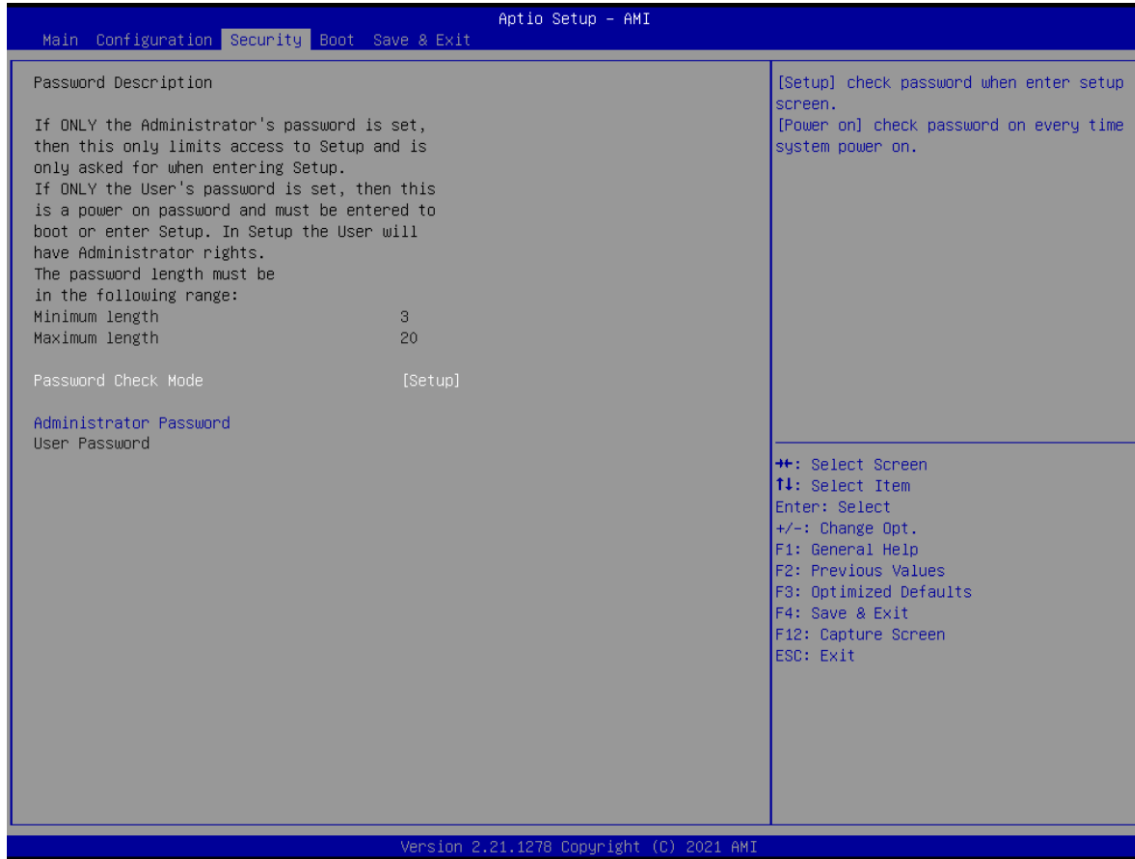 Aptio Setup – AMI
Main Configuration Security Boot Save & Exit
Password Description
If ONLY the Administrator's password is set,
then this only limits access to Setup and is
only asked for when entering Setup.
If ONLY the User's password is set, then this
is a power on password and must be entered to
boot or enter Setup. In Setup the User will
have Administrator rights.
The password length must be
in the following range:
Minimum length 3
Maximum length 20
Password Check Mode [Setup]
Administrator Password
User Password
[Setup] check password when enter setup
screen.
[Power on] check password on every time
system power on.
→←: Select Screen
↑↓: Select Item
Enter: Select
+/-: Change Opt.
F1: General Help
F2: Previous Values
F3: Optimized Defaults
F4: Save & Exit
F12: Capture Screen
ESC: Exit
Version 2.21.1278 Copyright (C) 2021 AMI